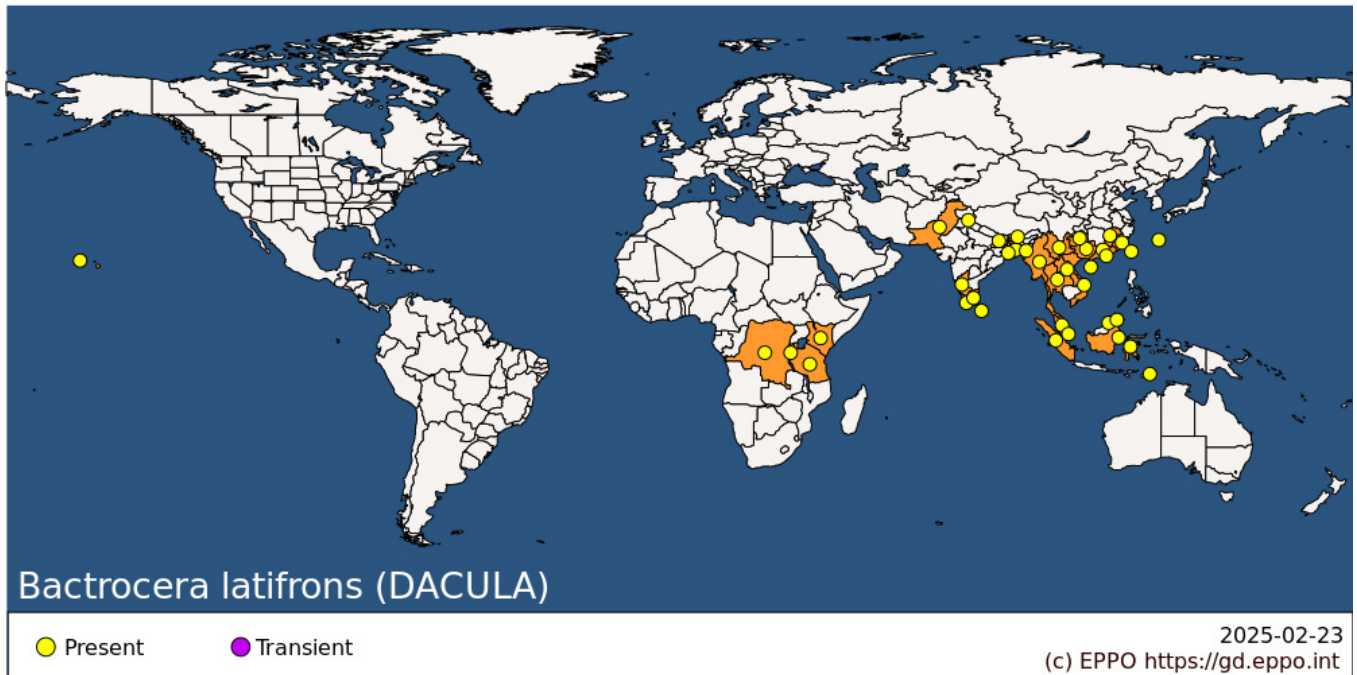 Bactrocera latifrons (DACULA)
Present
Transient
2025-02-23
(c) EPPO https://gd.eppo.int